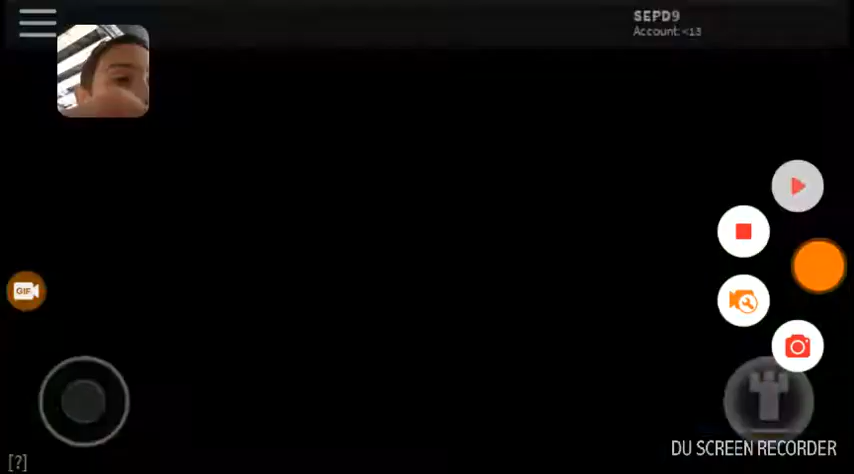 SEPD9
Account: <13
GIF
[?]
DU SCREEN RECORDER